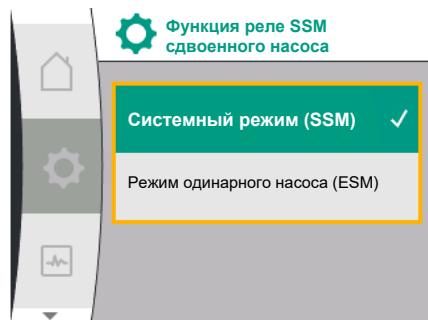 Функция реле SSM
сдвоенного насоса
Системный режим (SSM)
Режим одинарного насоса (ESM)